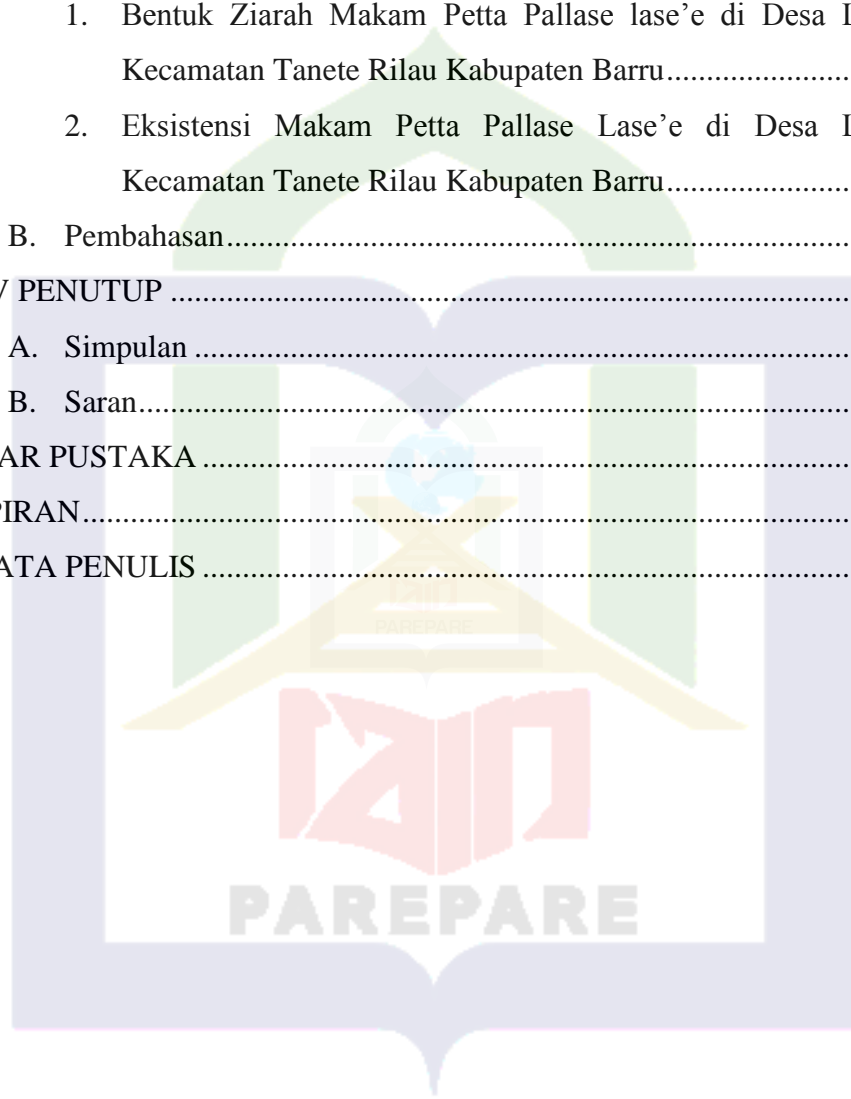 1. Bentuk Ziarah Makam Petta Pallase lase’e di Desa
Kecamatan Tanete Rilau Kabupaten Barru.....................
2. Eksistensi Makam Petta Pallase Lase’e di Desa
Kecamatan Tanete Rilau Kabupaten Barru.....................
B. Pembahasan..............................................................................
V PENUTUP ....................................................................................
A. Simpulan ..................................................................................
B. Saran.........................................................................................
AR PUSTAKA ................................................................................
PIRAN..............................................................................................
ATA PENULIS ................................................................................
PAREPARE
iain
PAREPARE